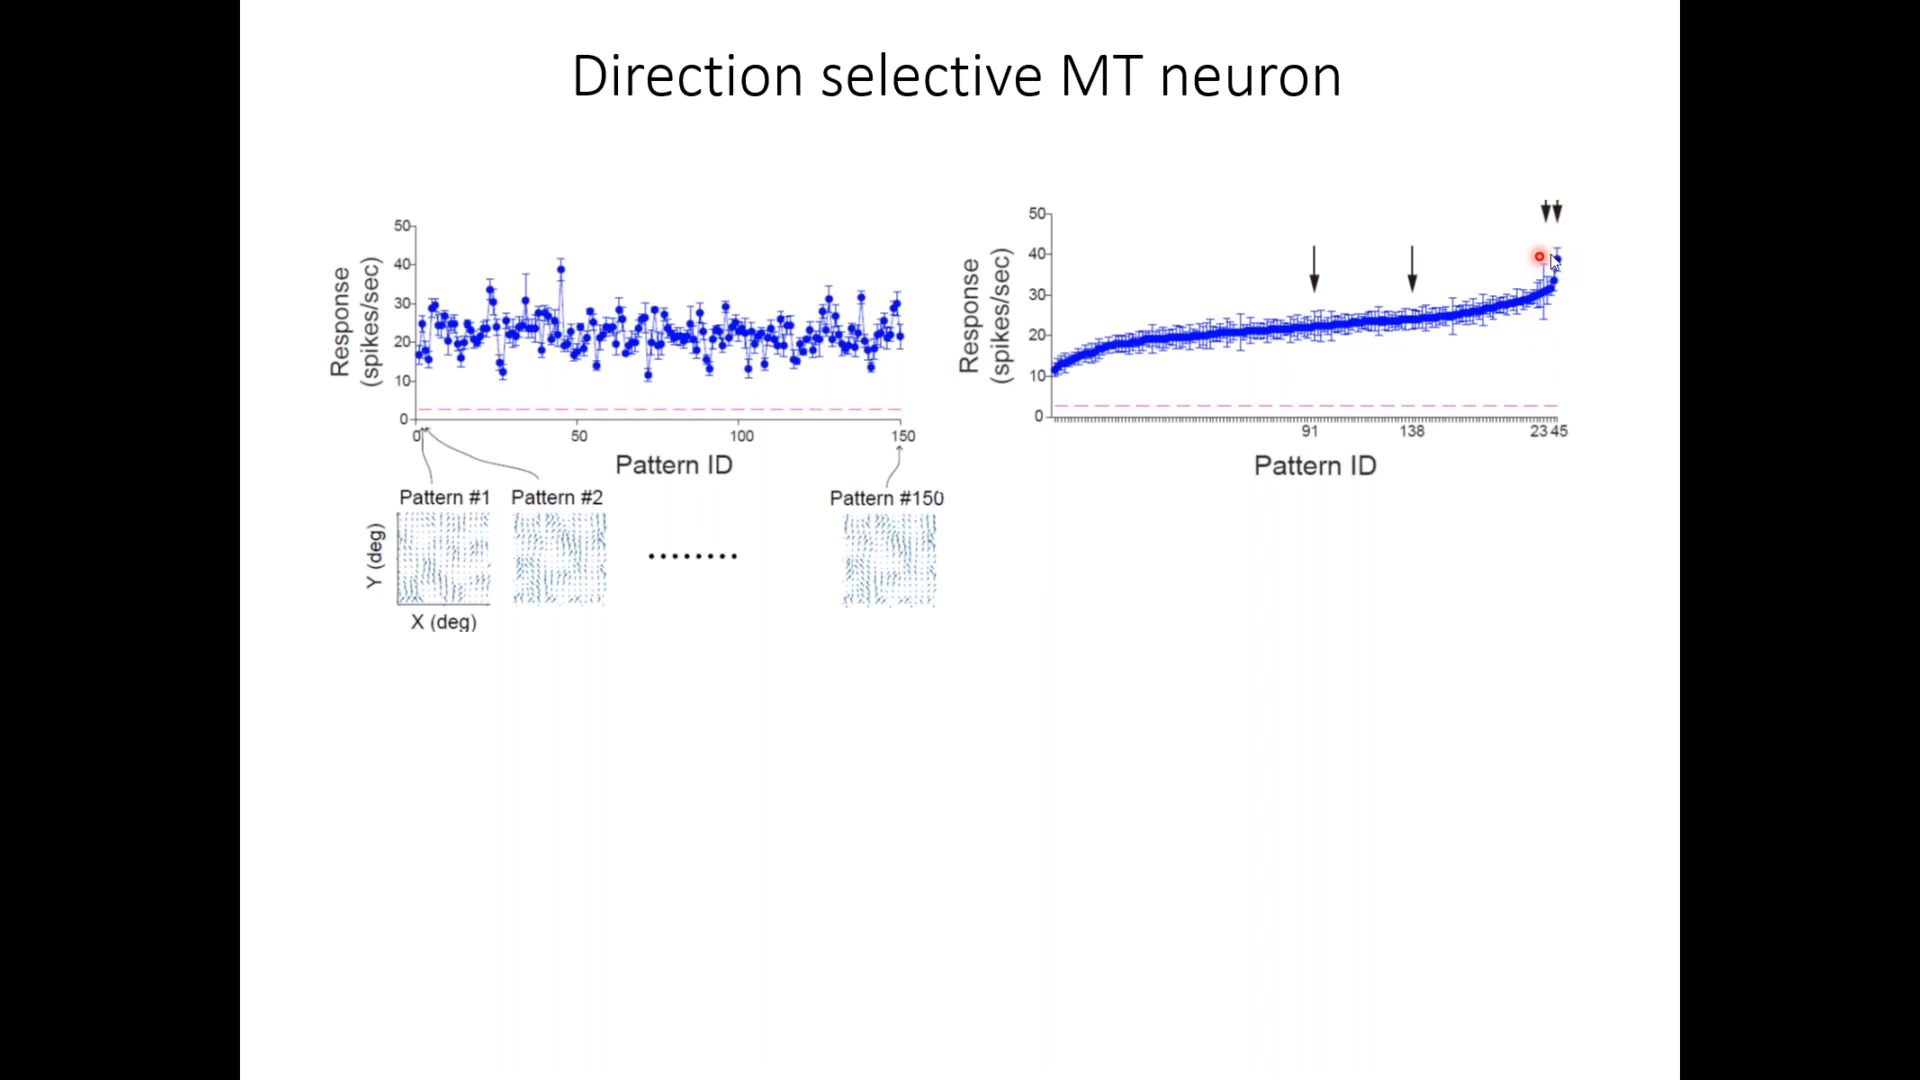 Direction selective MT neuron
Response
(spikes/sec)
50
40
30
20
10
0
0
50
100
150
Pattern ID
Pattern #1
Pattern #2
Pattern #150
Y (deg)
X (deg)
Response
(spikes/sec)
50
40
30
20
10
0
91
138
23 45
Pattern ID